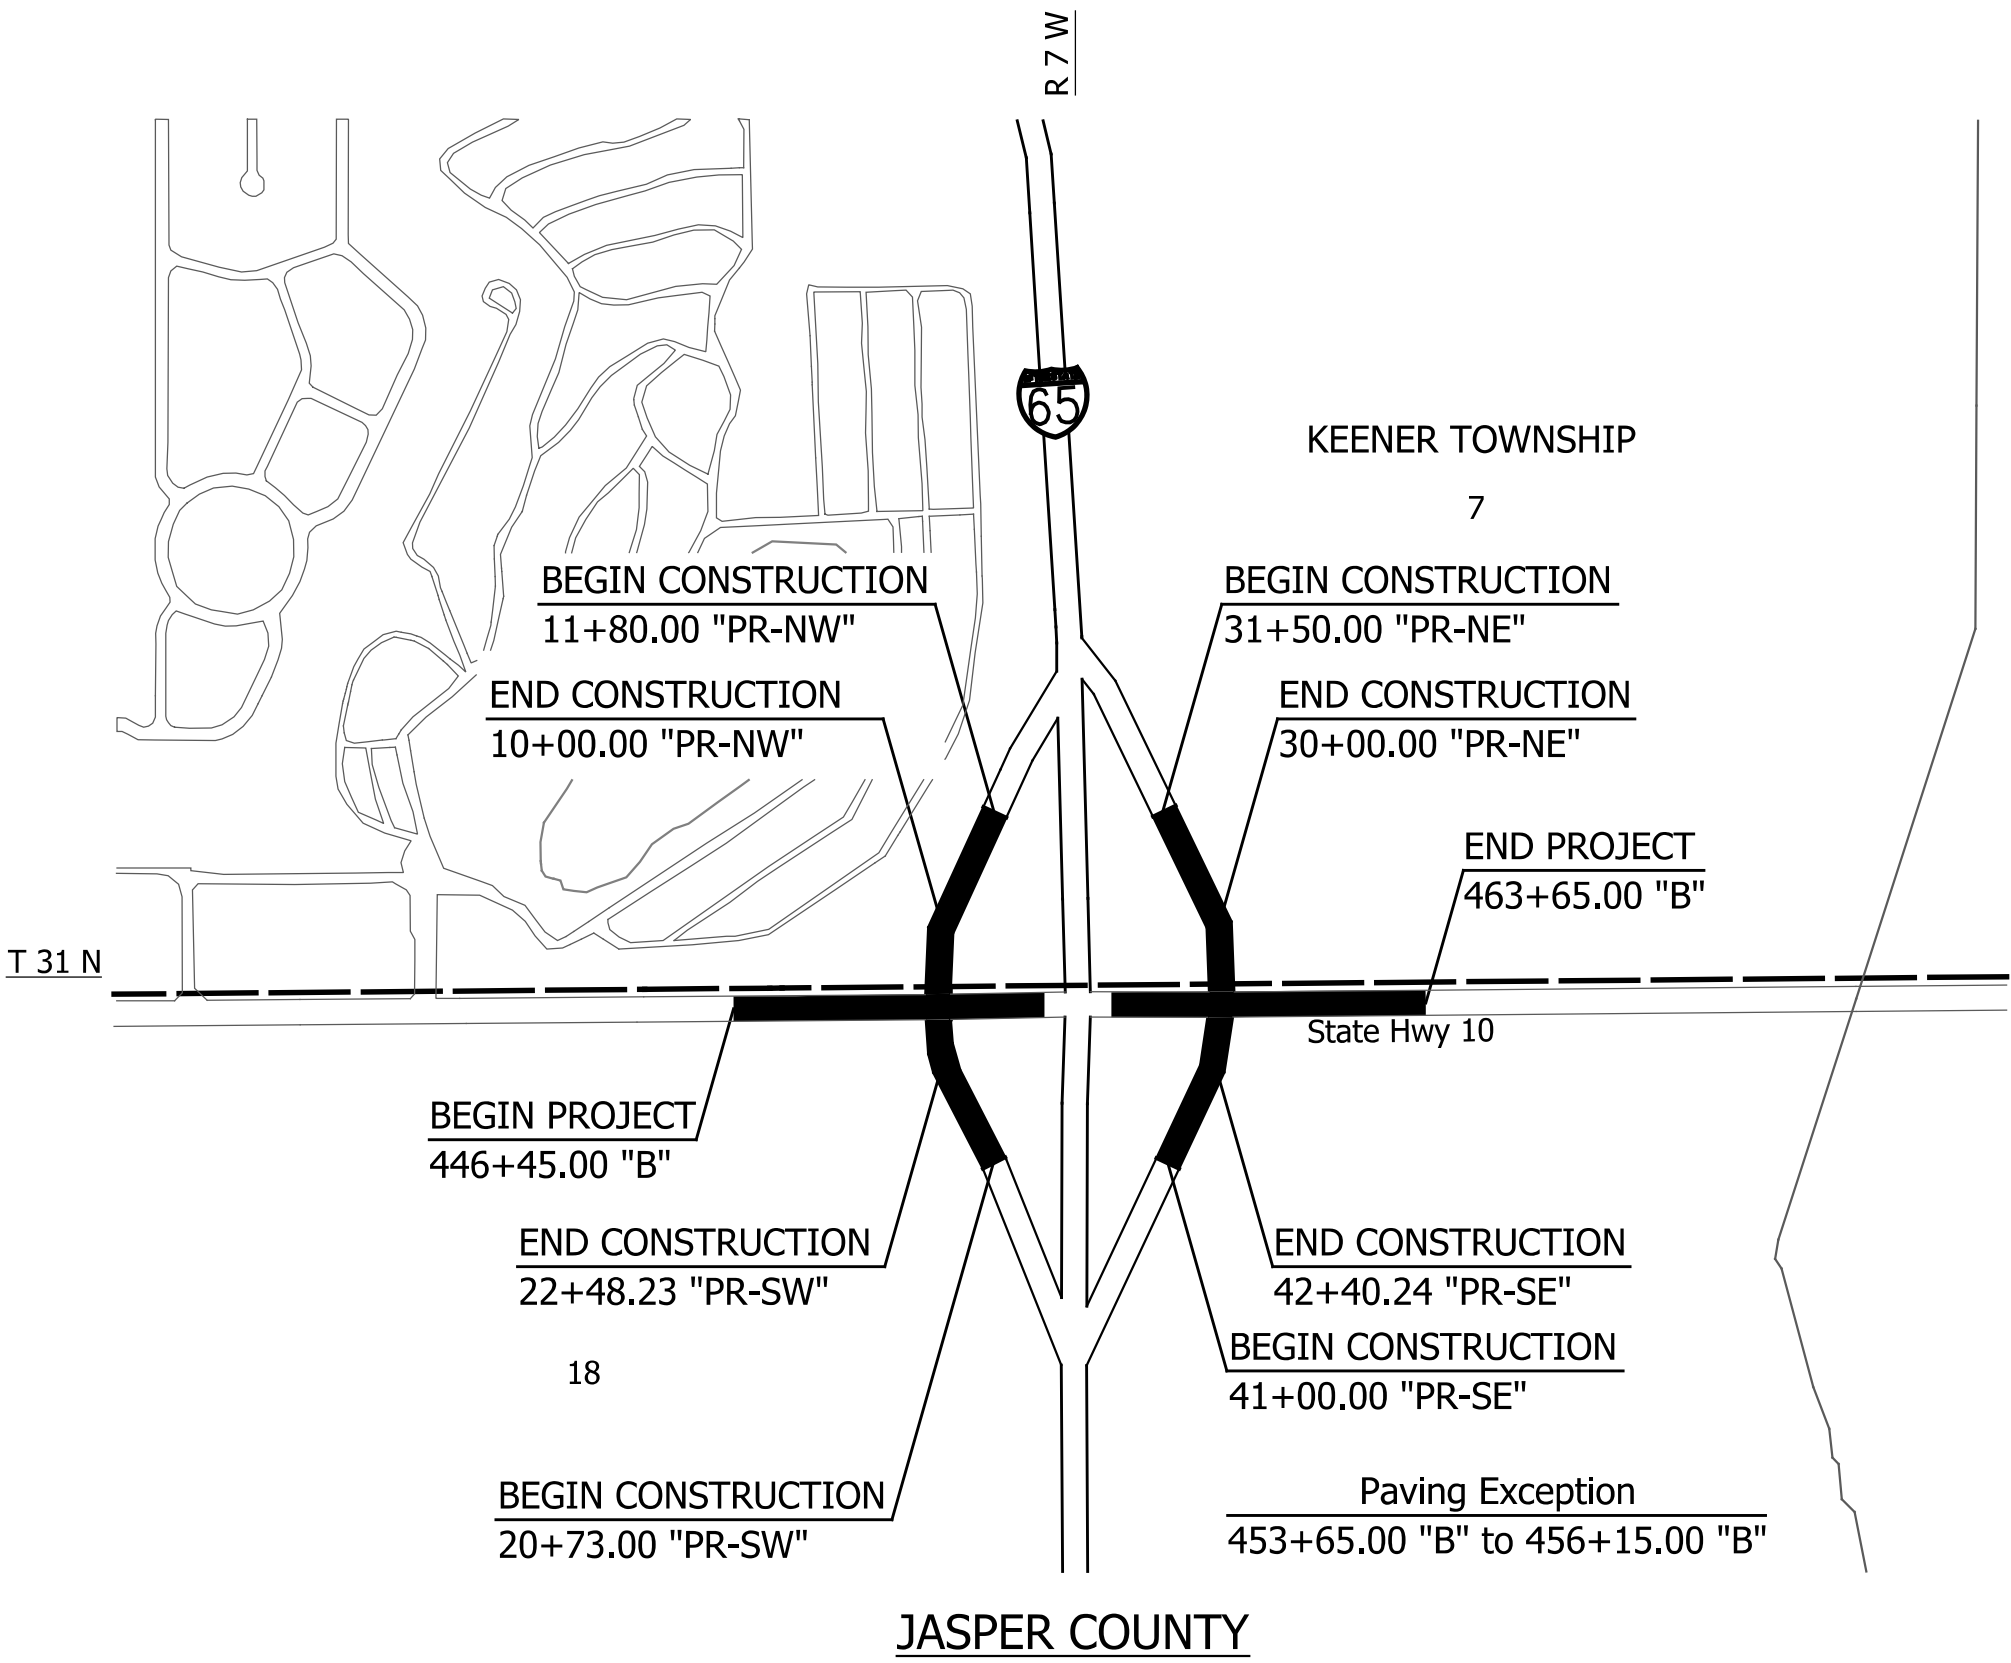 R 7 W
65
KEENER TOWNSHIP
7
BEGIN CONSTRUCTION
11+80.00 "PR-NW"
BEGIN CONSTRUCTION
31+50.00 "PR-NE"
END CONSTRUCTION
10+00.00 "PR-NW"
END CONSTRUCTION
30+00.00 "PR-NE"
END PROJECT
463+65.00 "B"
T 31 N
State Hwy 10
BEGIN PROJECT
446+45.00 "B"
END CONSTRUCTION
22+48.23 "PR-SW"
END CONSTRUCTION
42+40.24 "PR-SE"
18
BEGIN CONSTRUCTION
41+00.00 "PR-SE"
BEGIN CONSTRUCTION
20+73.00 "PR-SW"
Paving Exception
453+65.00 "B" to 456+15.00 "B"
JASPER COUNTY